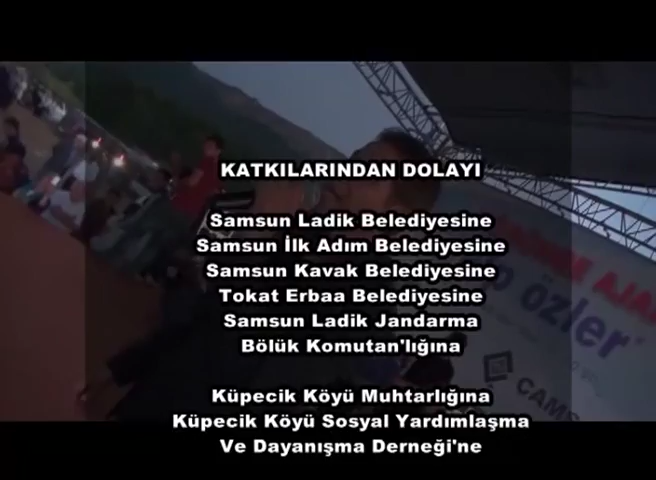 KATKILARINDAN DOLAYI
Samsun Ladik Belediyesine
Samsun İlk Adım Belediyesine
Samsun Kavak Belediyesine
Tokat Erbaa Belediyesine
Samsun Ladik Jandarma
Bölük Komutan'lığına
Küpecik Köyü Muhtarlığına
Küpecik Köyü Sosyal Yardımlaşma
Ve Dayanışma Derneği'ne
özler